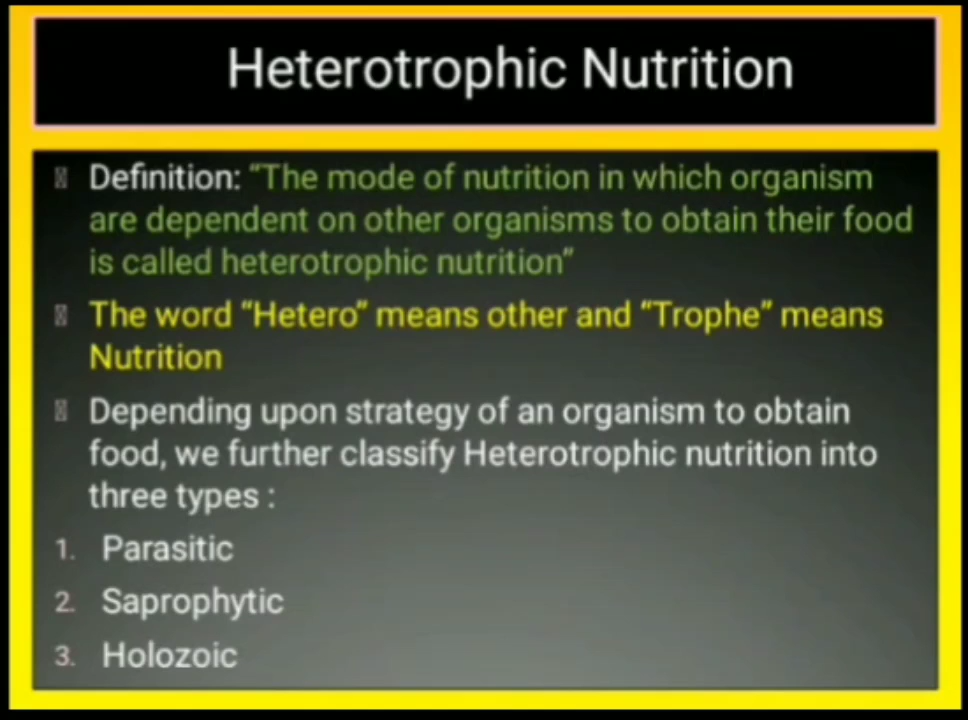 Heterotrophic Nutrition
Definition: “The mode of nutrition in which organism
are dependent on other organisms to obtain their food
is called heterotrophic nutrition”
The word “Hetero” means other and “Trophe” means
Nutrition
Depending upon strategy of an organism to obtain
food, we further classify Heterotrophic nutrition into
three types :
1. Parasitic
2. Saprophytic
3. Holozoic